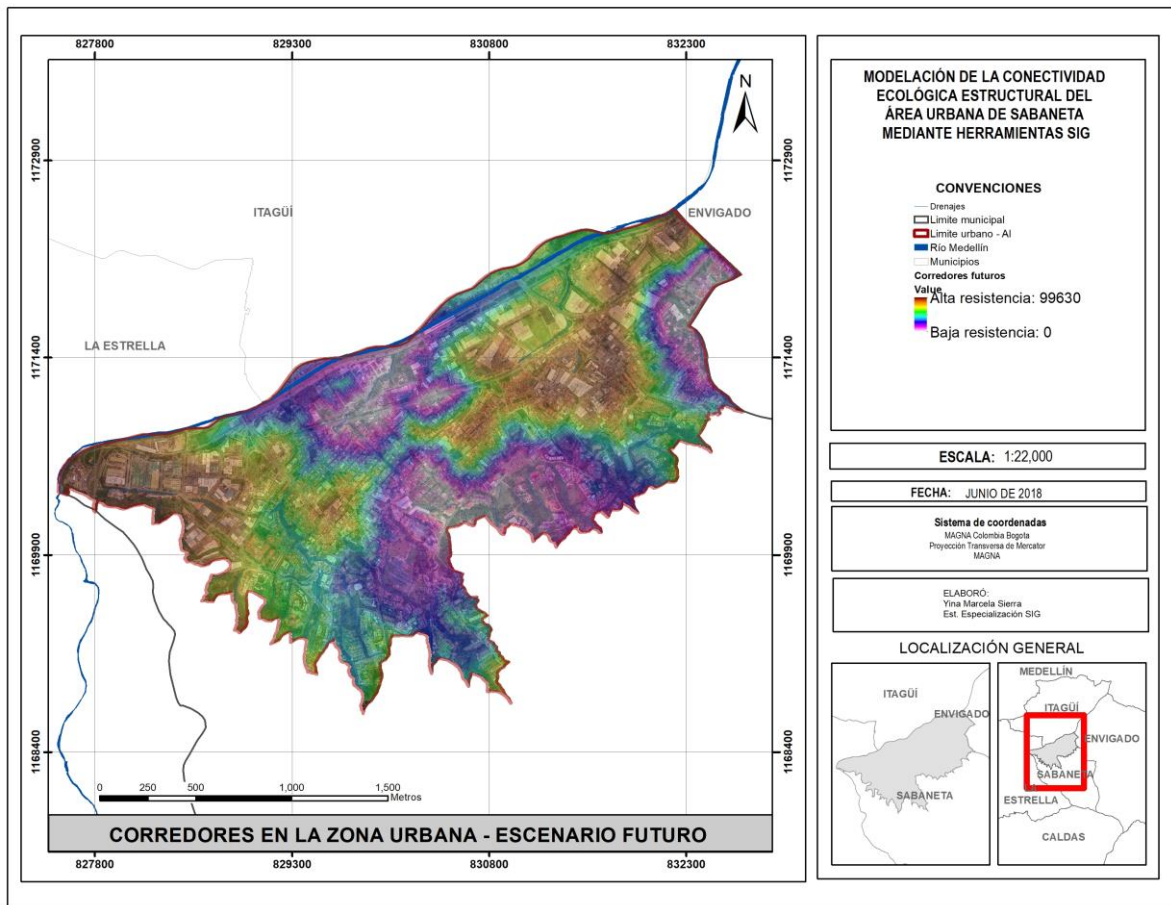 827800 829300 830800 832300
1172900 1172900
1171400 1171400
1169900 1169900
1168400 1168400
N
ITAGÜÍ
ENVIGADO
LA ESTRELLA
0 250 500 1,000 1,500
Metros
CORREDORES EN LA ZONA URBANA - ESCENARIO FUTURO
827800 829300 830800 832300
MODELACIÓN DE LA CONECTIVIDAD
ECOLÓGICA ESTRUCTURAL DEL
ÁREA URBANA DE SABANETA
MEDIANTE HERRAMIENTAS SIG
CONVENCIONES
Drenajes
Limite municipal
Limite urbano - AI
Río Medellín
Municipios
Corredores futuros
Value
Alta resistencia: 99630
Baja resistencia: 0
ESCALA: 1:22,000
FECHA: JUNIO DE 2018
Sistema de coordenadas
MAGNA Colombia Bogota
Proyección Transversa de Mercator
MAGNA
ELABORÓ:
Yina Marcela Sierra
Est. Especialización SIG
LOCALIZACIÓN GENERAL
ITAGÜÍ
ENVIGADO
SABANETA
MEDELLÍN
ITAGÜÍ
ENVIGADO
SABANETA
ESTRELLA
CALDAS